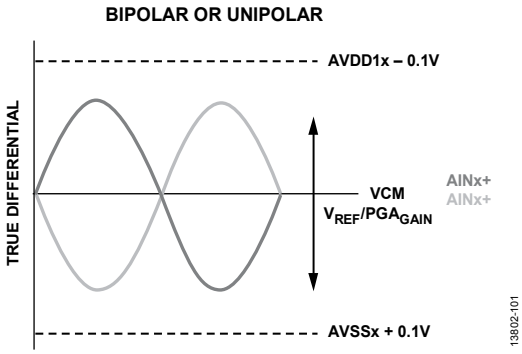 BIPOLAR OR UNIPOLAR
AVDD1x – 0.1V
TRUE DIFFERENTIAL
VCM
VREF/PGAGAIN
AINx+
AINx+
AVSSx + 0.1V
13802-101